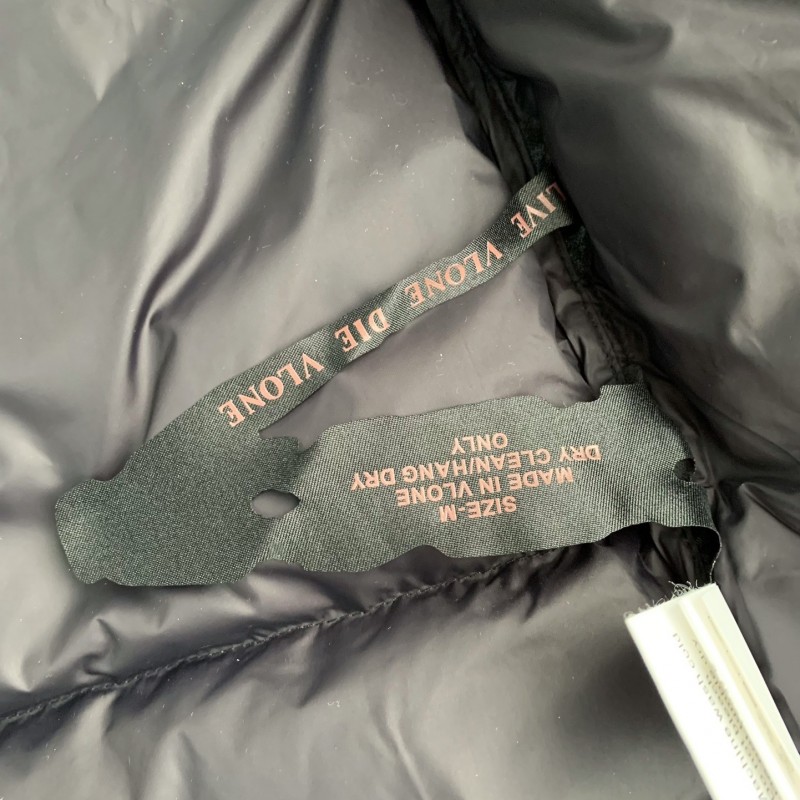 LIVE VLONE DIE VLONE
SIZE-M
MADE IN VLONE
DRY CLEAN/HANG DRY
ONLY